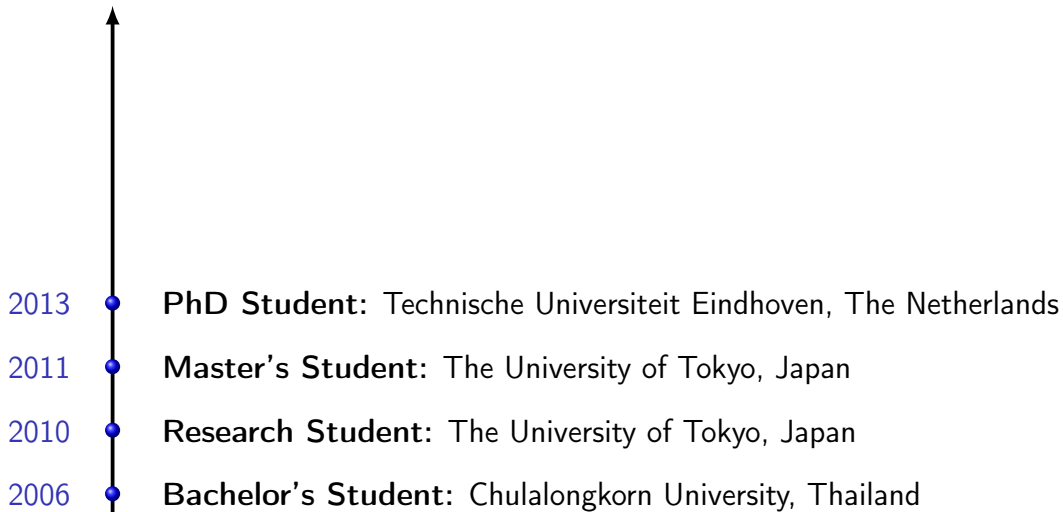 2013 PhD Student: Technische Universiteit Eindhoven, The Netherlands
2011 Master's Student: The University of Tokyo, Japan
2010 Research Student: The University of Tokyo, Japan
2006 Bachelor's Student: Chulalongkorn University, Thailand